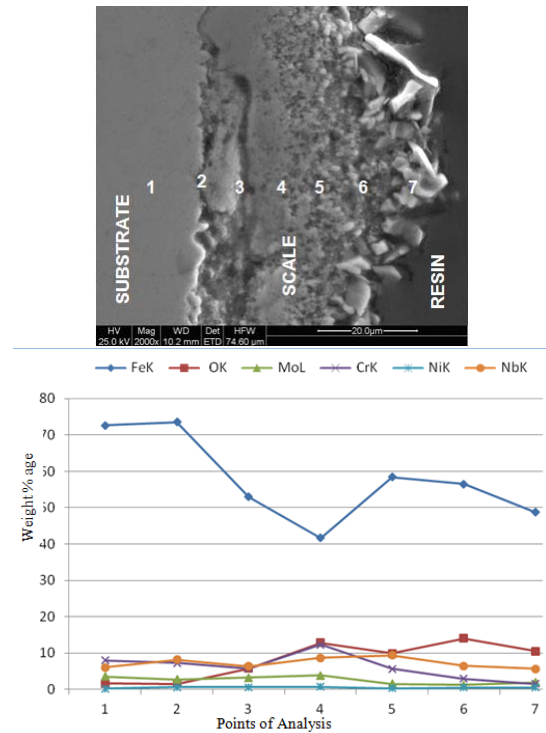 SUBSTRATE
1 2 3 4 5 6 7
SCALE
RESIN
HV Mag WD Det HFW 20.0µm
25.0 kV 2000x 10.2 mm ETD 74.60 µm
FeK OK MoL CrK NiK NbK
Weight % age
80
70
60
50
40
30
20
10
0
1 2 3 4 5 6 7
Points of Analysis